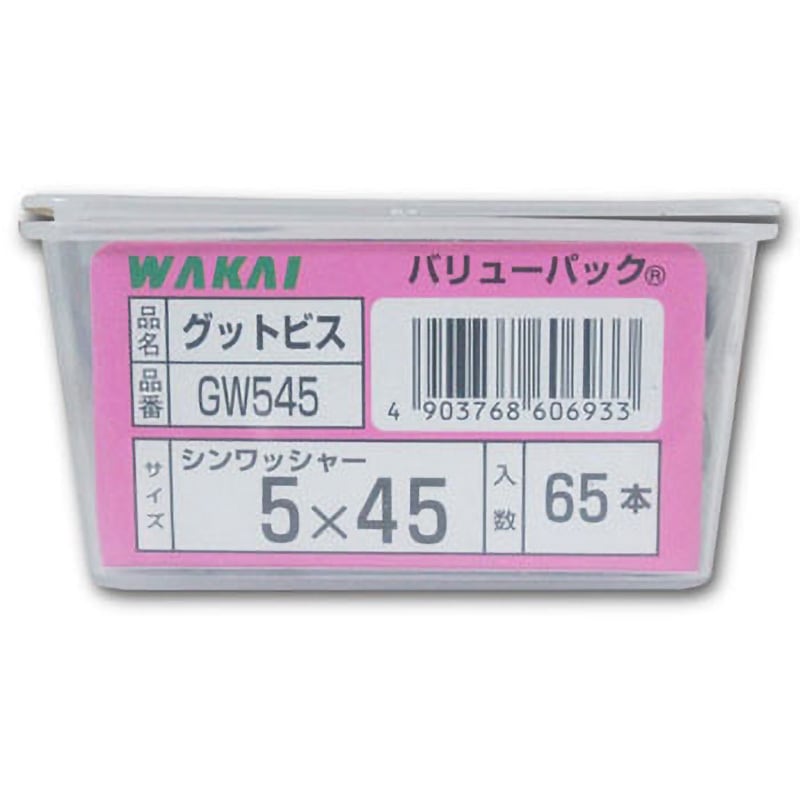 WAKAI バリューパック®
品名 グットビス
品番 GW545
4 903768 606933
サイズ シンワッシャー 5×45 入数 65本